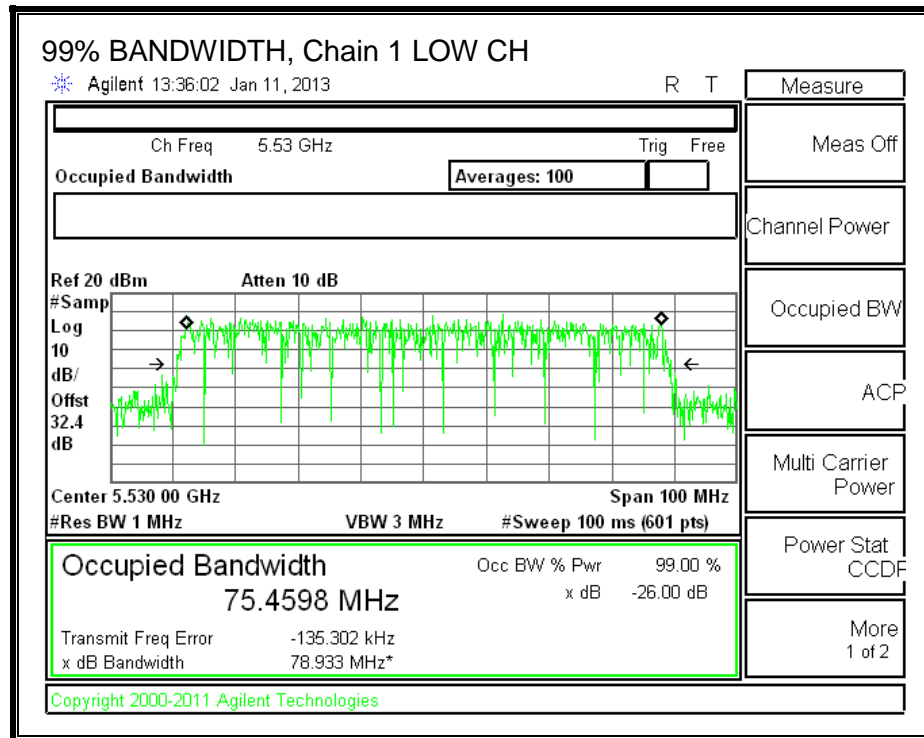 99% BANDWIDTH, Chain 1 LOW CH
Agilent 13:36:02 Jan 11, 2013 R T
Measure
Ch Freq 5.53 GHz Trig Free
Occupied Bandwidth Averages: 100
Meas Off
Channel Power
Occupied BW
ACP
Multi Carrier
Power
Power Stat
CCDF
More
1 of 2
Ref 20 dBm Atten 10 dB
#Samp
Log
10
dB/
Offst
32.4
dB
Center 5.530 00 GHz Span 100 MHz
#Res BW 1 MHz VBW 3 MHz #Sweep 100 ms (601 pts)
Occupied Bandwidth Occ BW % Pwr 99.00 %
75.4598 MHz x dB -26.00 dB
Transmit Freq Error -135.302 kHz
x dB Bandwidth 78.933 MHz*
Copyright 2000-2011 Agilent Technologies